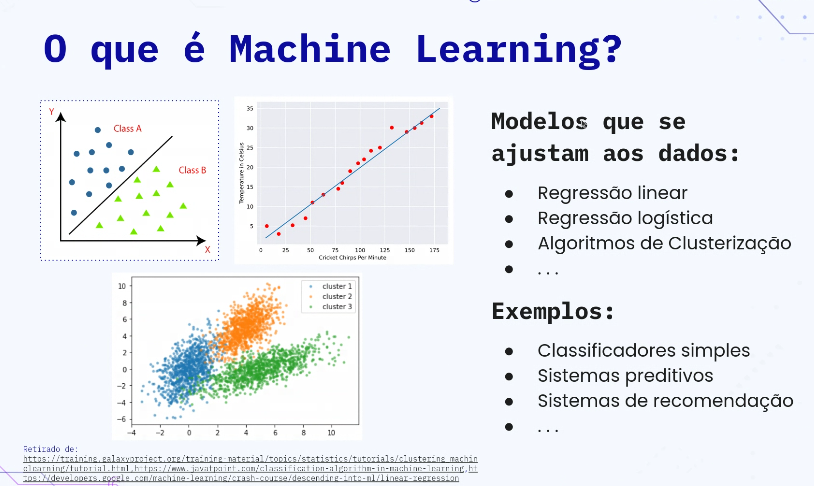 O que é Machine Learning?
Y
Class A
Class B
X
35
30
25
20
15
10
5
0
25
50
75
100
125
150
175
Temperature in Celsius
Cricket Chirps Per Minute
Modelos que se
ajustam aos dados:
● Regressão linear
● Regressão logística
● Algoritmos de Clusterização
● ...
Exemplos:
● Classificadores simples
● Sistemas preditivos
● Sistemas de recomendação
● ...
10
8
6
4
2
0
−2
−4
−6
−4
−2
0
2
4
6
8
10
cluster 1
cluster 2
cluster 3
Retirado de:
https://training.galaxyproject.org/training-material/topics/statistics/tutorials/clustering_machin
elearning/tutorial.html,https://www.javatpoint.com/classification-algorithm-in-machine-learning,ht
tps://developers.google.com/machine-learning/crash-course/descending-into-ml/linear-regression